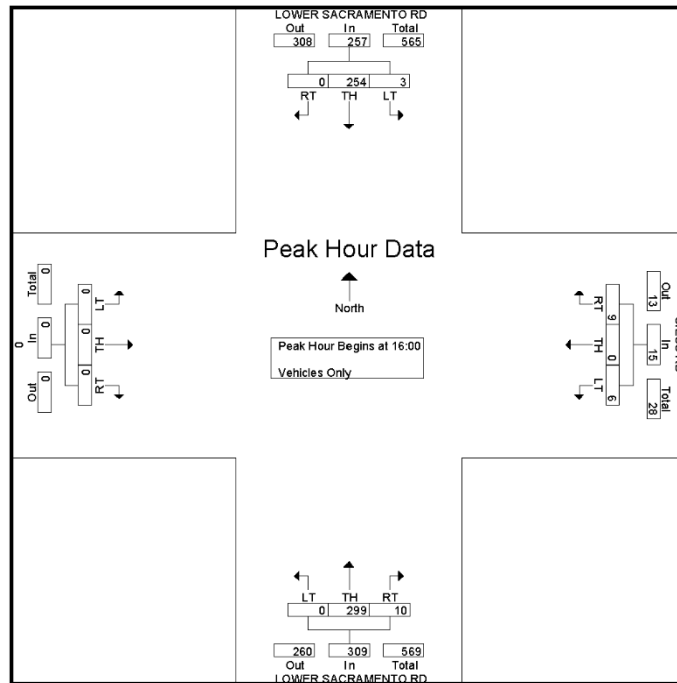 LOWER SACRAMENTO RD
Out In Total
308 257 565
0 254 3
RT TH LT
Peak Hour Data
North
Peak Hour Begins at 16:00
Vehicles Only
Total In Out
0 0 0
0
0 0 0
LT TH RT
RT TH LT
9 0 6
Out In Total
13 15 28
LT TH RT
0 299 10
260 309 569
Out In Total
LOWER SACRAMENTO RD